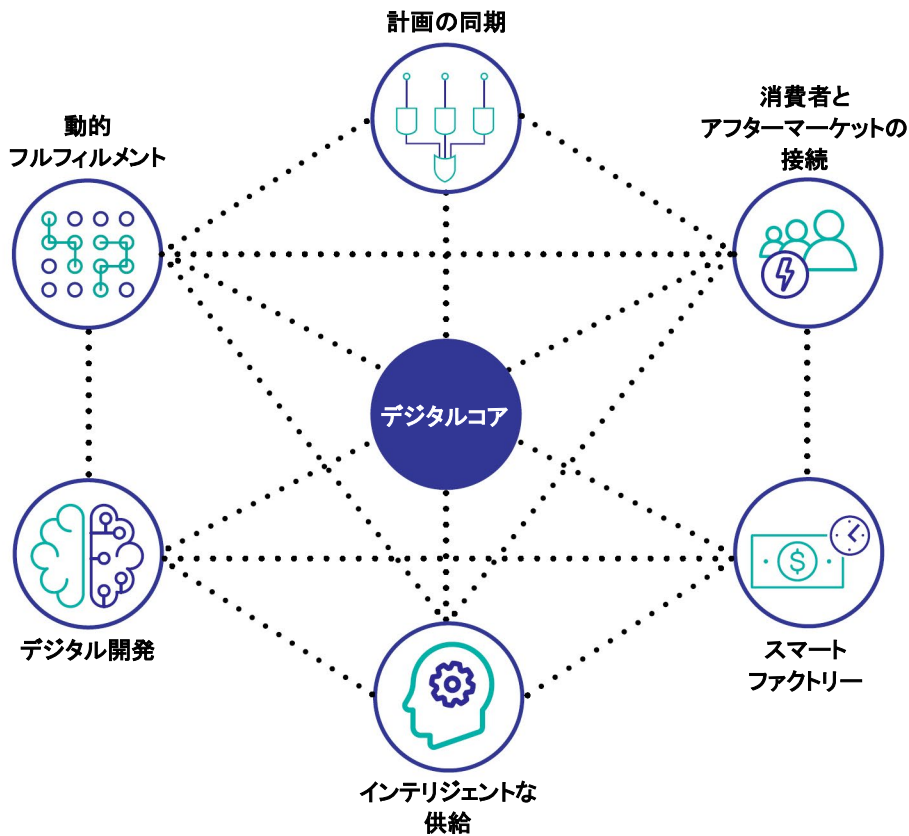 計画の同期
消費者と
アフターマーケットの
接続
動的
フルフィルメント
デジタルコア
$
デジタル開発
スマート
ファクトリー
インテリジェントな
供給